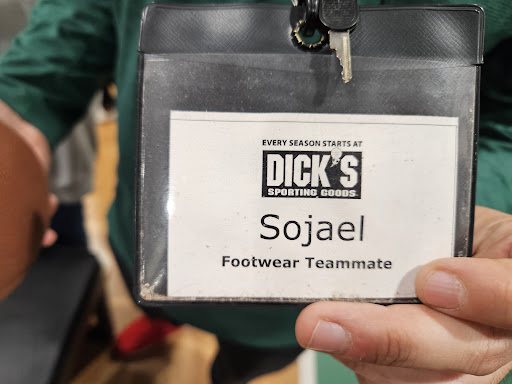 EVERY SEASON STARTS AT
DICK'S
SPORTING GOODS
Sojael
Footwear Teammate